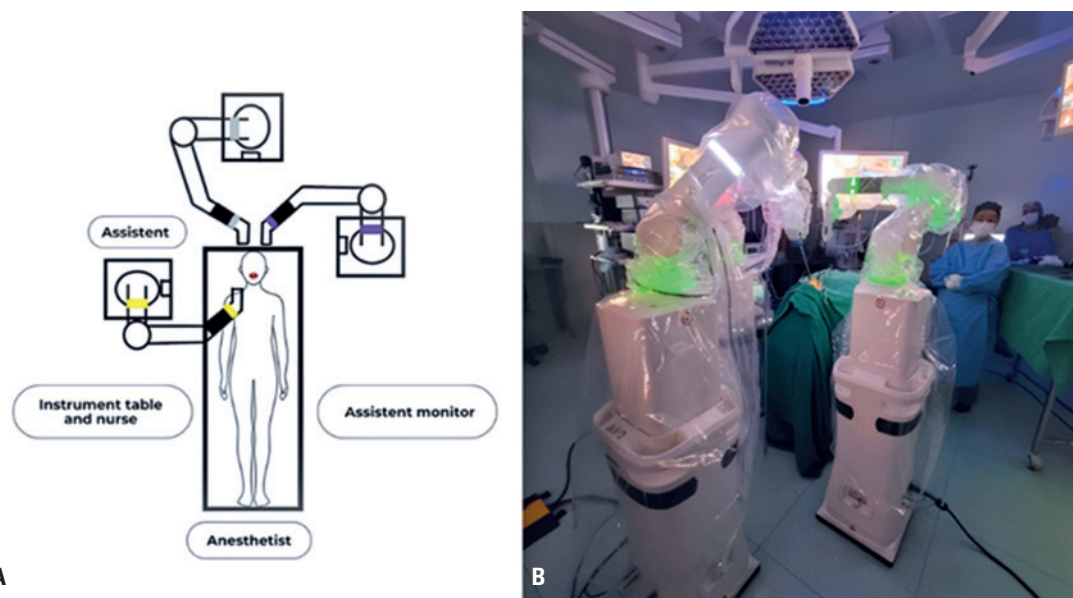 Assistent
Instrument table
and nurse
Assistent monitor
Anesthetist
A
B